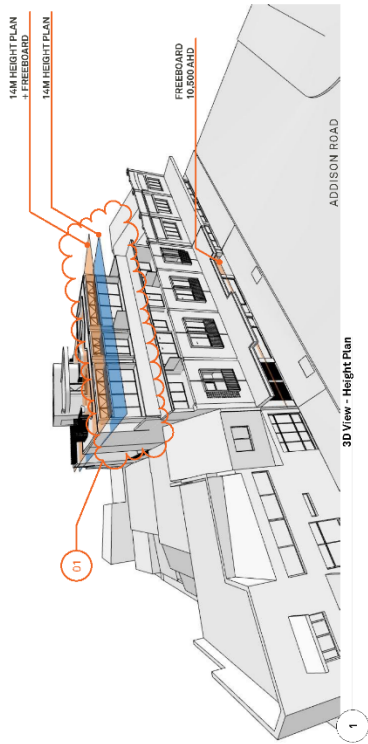 14M HEIGHT PLAN
+ FREEBOARD
14M HEIGHT PLAN
FREEBOARD
10,500 AHD
01
ADDISON ROAD
1
3D View - Height Plan